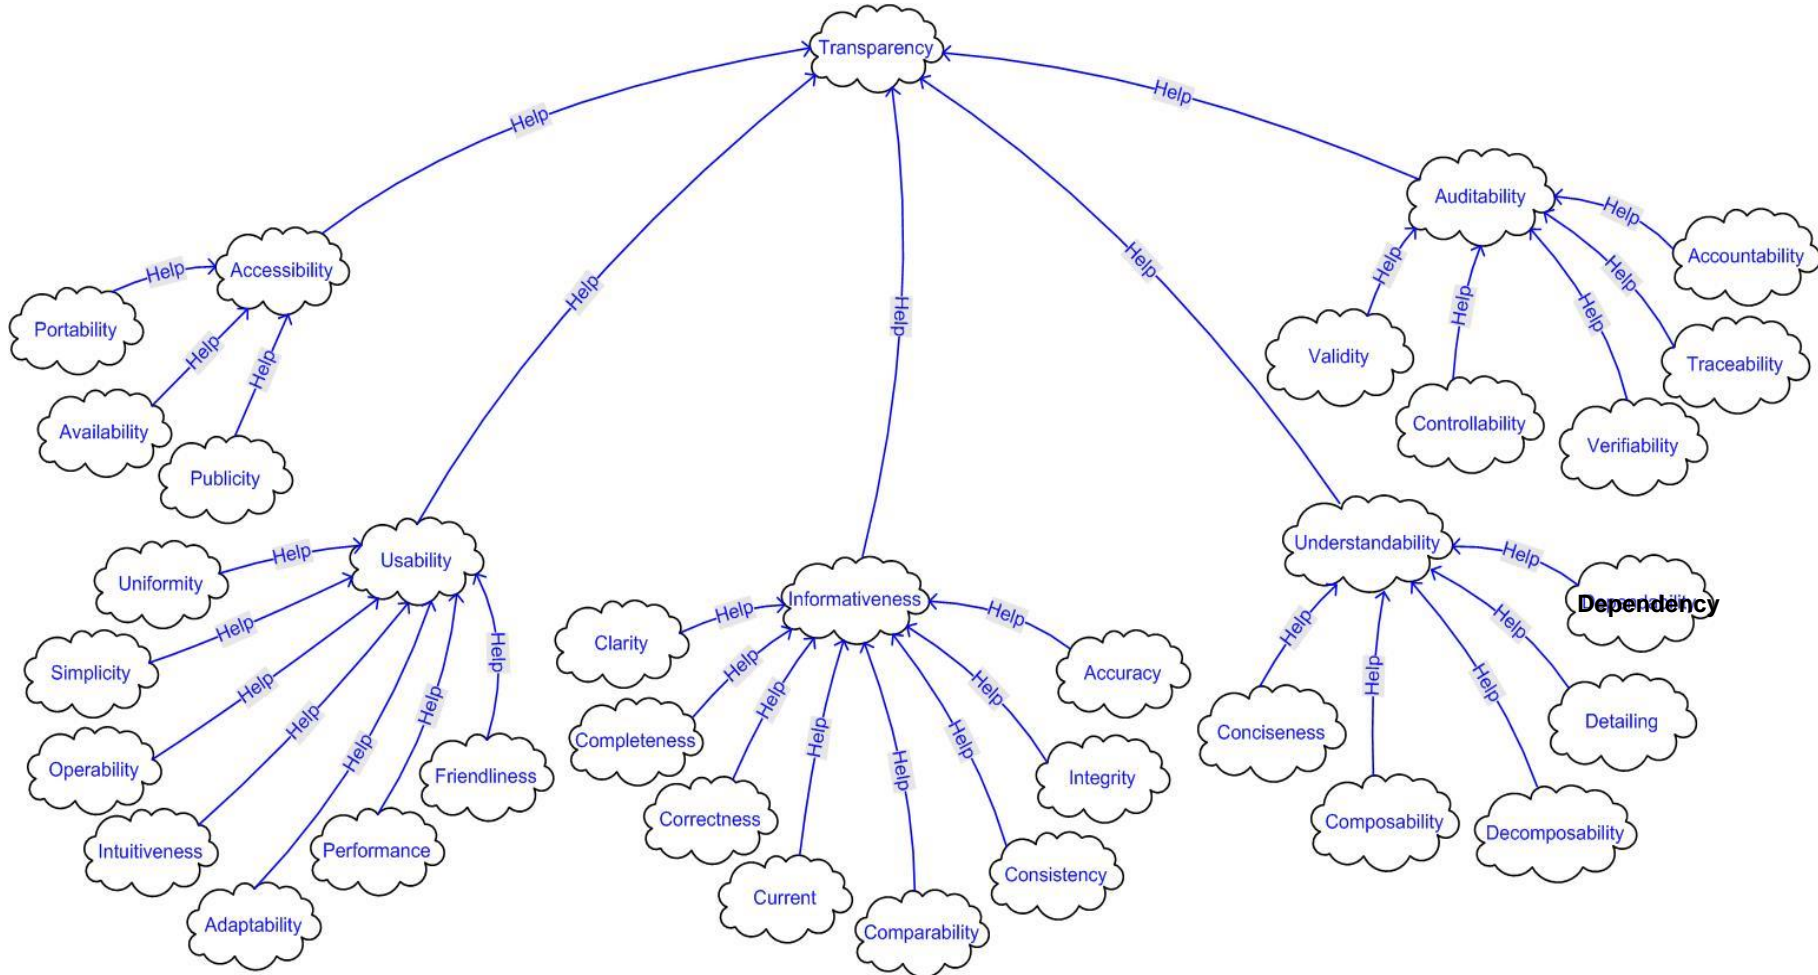 Transparency
Help
Help
Help
Help
Help
Auditability
Help
Accountability
Help
Traceability
Help
Verifiability
Help
Controllability
Help
Validity
Accessibility
Help
Portability
Help
Availability
Help
Publicity
Usability
Help
Uniformity
Help
Simplicity
Help
Operability
Help
Intuitiveness
Help
Adaptability
Help
Performance
Help
Friendliness
Informativeness
Help
Clarity
Help
Completeness
Help
Correctness
Help
Current
Help
Comparability
Help
Consistency
Help
Integrity
Help
Accuracy
Understandability
Help
Conciseness
Help
Composability
Help
Decomposability
Help
Detailing
Help
Dependency